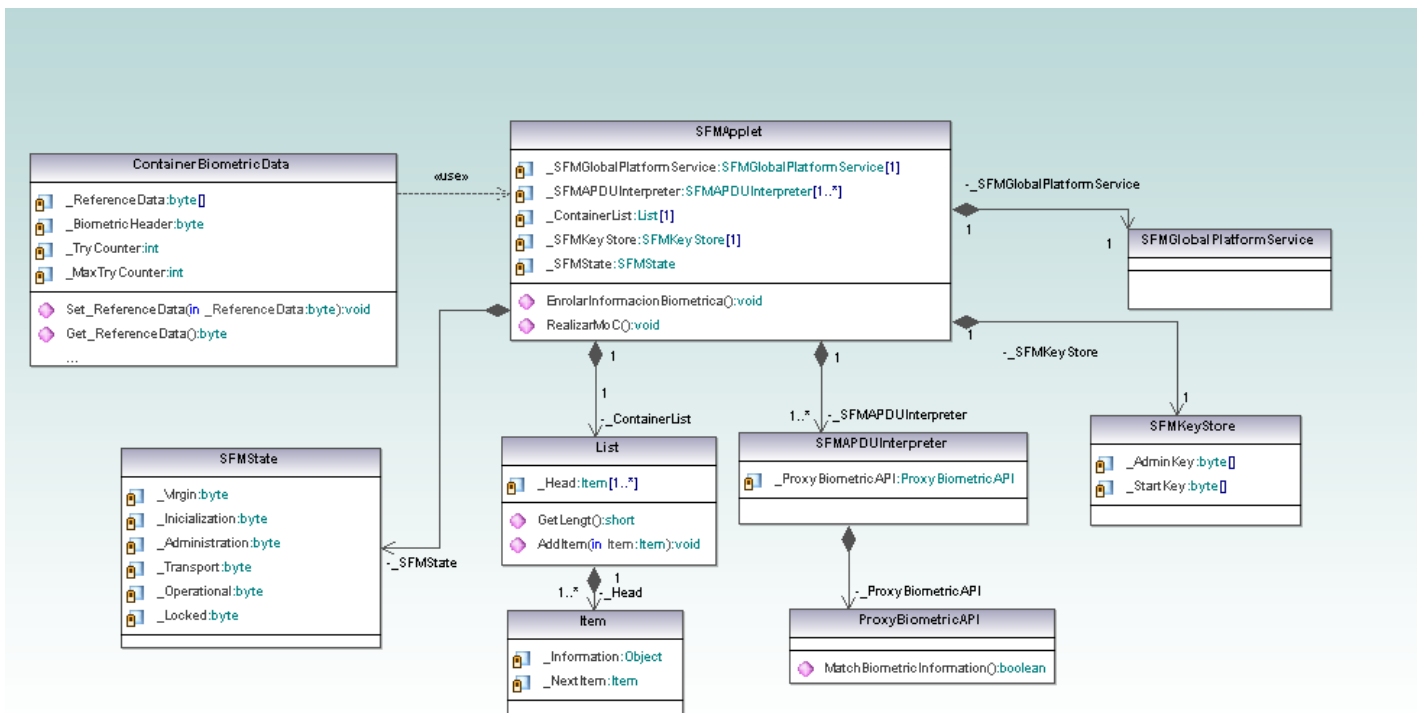 ContainerBiometricData
_ReferenceData:byte[]
_BiometricHeader:byte
_TryCounter:int
_MaxTryCounter:int
Set_ReferenceData(in _ReferenceData:byte):void
Get_ReferenceData():byte
...
«use»
SFMApplet
_SFMGlobalPlatformService:SFMGlobalPlatformService[1]
_SFMAPDUInterpreter:SFMAPDUInterpreter[1..*]
_ContainerList:List[1]
_SFMKeyStore:SFMKeyStore[1]
_SFMState:SFMState
EnrolarInformacionBiometrica():void
RealizarMoC():void
-_SFMGlobalPlatformService
1
1
SFMGlobalPlatformService
1
-_SFMKeyStore
1
SFMKeyStore
_AdminKey:byte[]
_StartKey:byte[]
1
1
-_ContainerList
1
1..*
-_SFMAPDUInterpreter
List
_Head:Item[1..*]
GetLengt():short
AddItem(in Item:Item):void
SFMAPDUInterpreter
_ProxyBiometricAPI:ProxyBiometricAPI
SFMState
_Virgin:byte
_Inicialization:byte
_Administration:byte
_Transport:byte
_Operational:byte
_Locked:byte
-_SFMState
1
1..*
-_Head
Item
_Information:Object
_NextItem:Item
-_ProxyBiometricAPI
ProxyBiometricAPI
MatchBiometricInformation():boolean